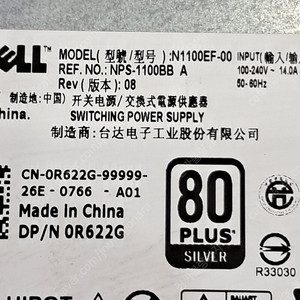 DELL
MODEL(型號/型号):N1100EF-00
REF. NO.: NPS-1100BB A
Rev (版本): 08
INPUT(輸入/输入)
100-240V ~ 14.0A
50-60Hz
制造地:中国) 开关电源/交換式電源供應器
China.
SWITCHING POWER SUPPLY
制造商: 台达电子工业股份有限公司
CN-0R622G-99999-
26E-0766 - A01
Made in China
DP/N 0R622G
80
PLUS
SILVER
R33030
HIPOT